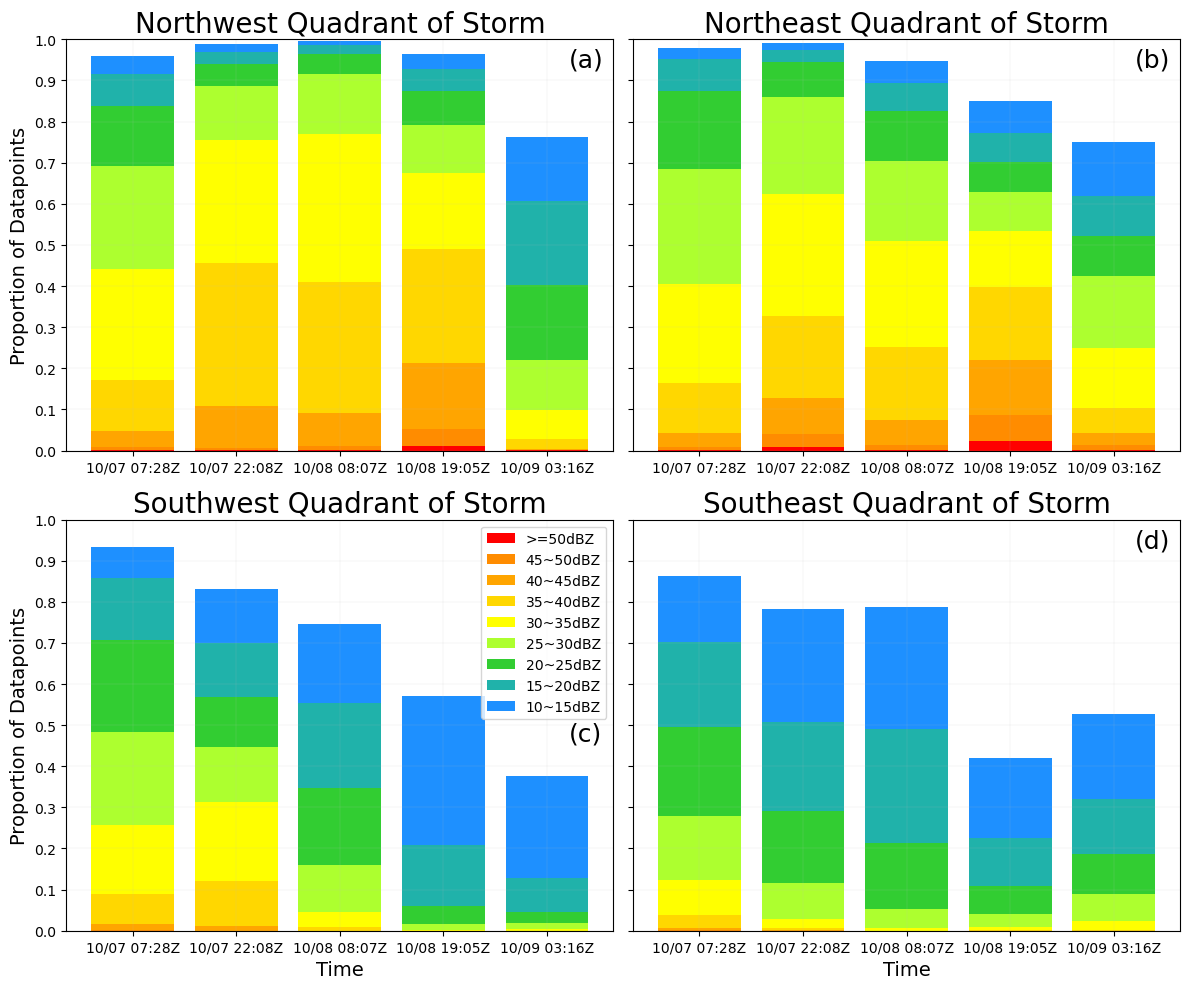 Northwest Quadrant of Storm
Northeast Quadrant of Storm
(a)
(b)
Proportion of Datapoints
1.0
0.9
0.8
0.7
0.6
0.5
0.4
0.3
0.2
0.1
0.0
10/07 07:28Z 10/07 22:08Z 10/08 08:07Z 10/08 19:05Z 10/09 03:16Z
10/07 07:28Z 10/07 22:08Z 10/08 08:07Z 10/08 19:05Z 10/09 03:16Z
Southwest Quadrant of Storm
Southeast Quadrant of Storm
>=50dBZ
45~50dBZ
40~45dBZ
35~40dBZ
30~35dBZ
25~30dBZ
20~25dBZ
15~20dBZ
10~15dBZ
(c)
(d)
Proportion of Datapoints
1.0
0.9
0.8
0.7
0.6
0.5
0.4
0.3
0.2
0.1
0.0
10/07 07:28Z 10/07 22:08Z 10/08 08:07Z 10/08 19:05Z 10/09 03:16Z
10/07 07:28Z 10/07 22:08Z 10/08 08:07Z 10/08 19:05Z 10/09 03:16Z
Time
Time